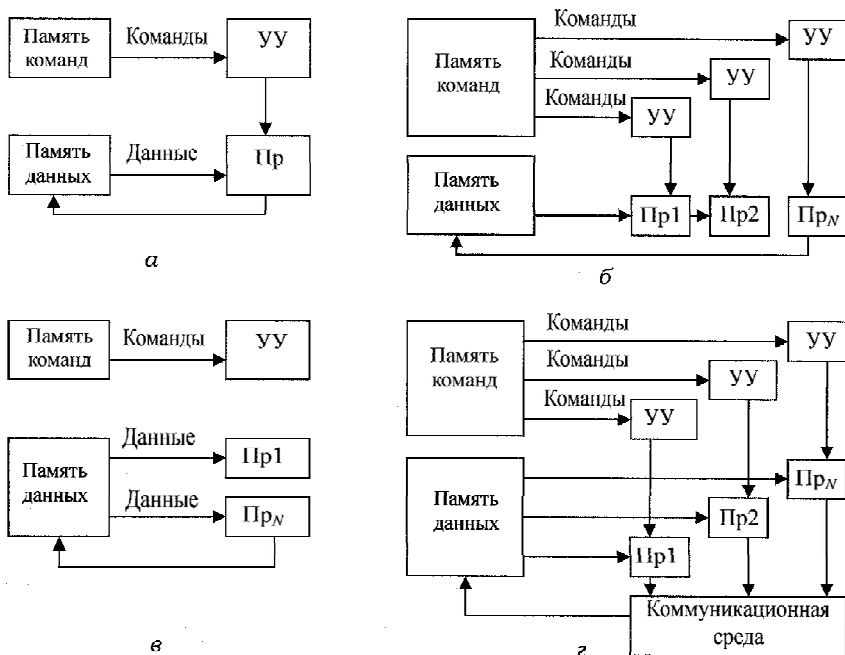 Память
команд
Команды
УУ
Память
данных
Данные
Пр
а
Память
команд
Команды
УУ
Команды
УУ
Команды
УУ
Память
данных
Пр1
Пр2
ПрN
б
Память
команд
Команды
УУ
Память
данных
Данные
Пр1
Данные
ПрN
в
Память
команд
Команды
УУ
Команды
УУ
Команды
УУ
Память
данных
ПрN
Пр2
Пр1
Коммуникационная
среда
г